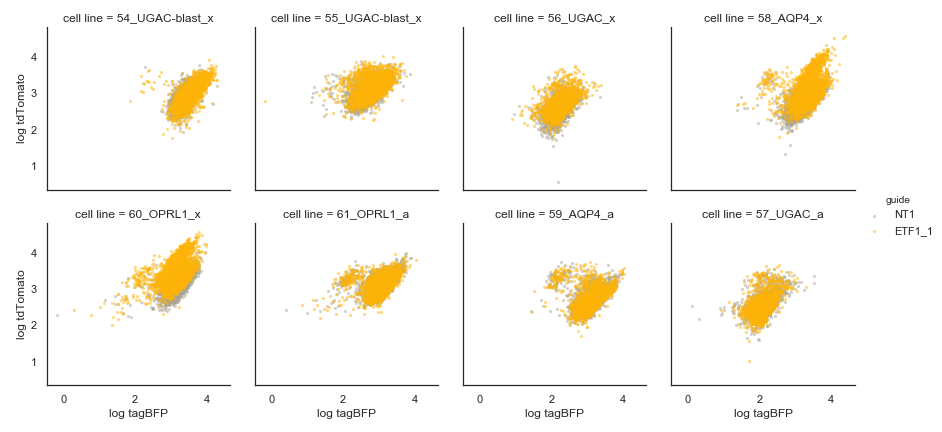 cell line = 54_UGAC-blast_x
cell line = 55_UGAC-blast_x
cell line = 56_UGAC_x
cell line = 58_AQP4_x
log tdTomato
4
3
2
1
cell line = 60_OPRL1_x
cell line = 61_OPRL1_a
cell line = 59_AQP4_a
cell line = 57_UGAC_a
log tdTomato
4
3
2
1
0 2 4
0 2 4
0 2 4
0 2 4
log tagBFP
log tagBFP
log tagBFP
log tagBFP
guide
NT1
ETF1_1